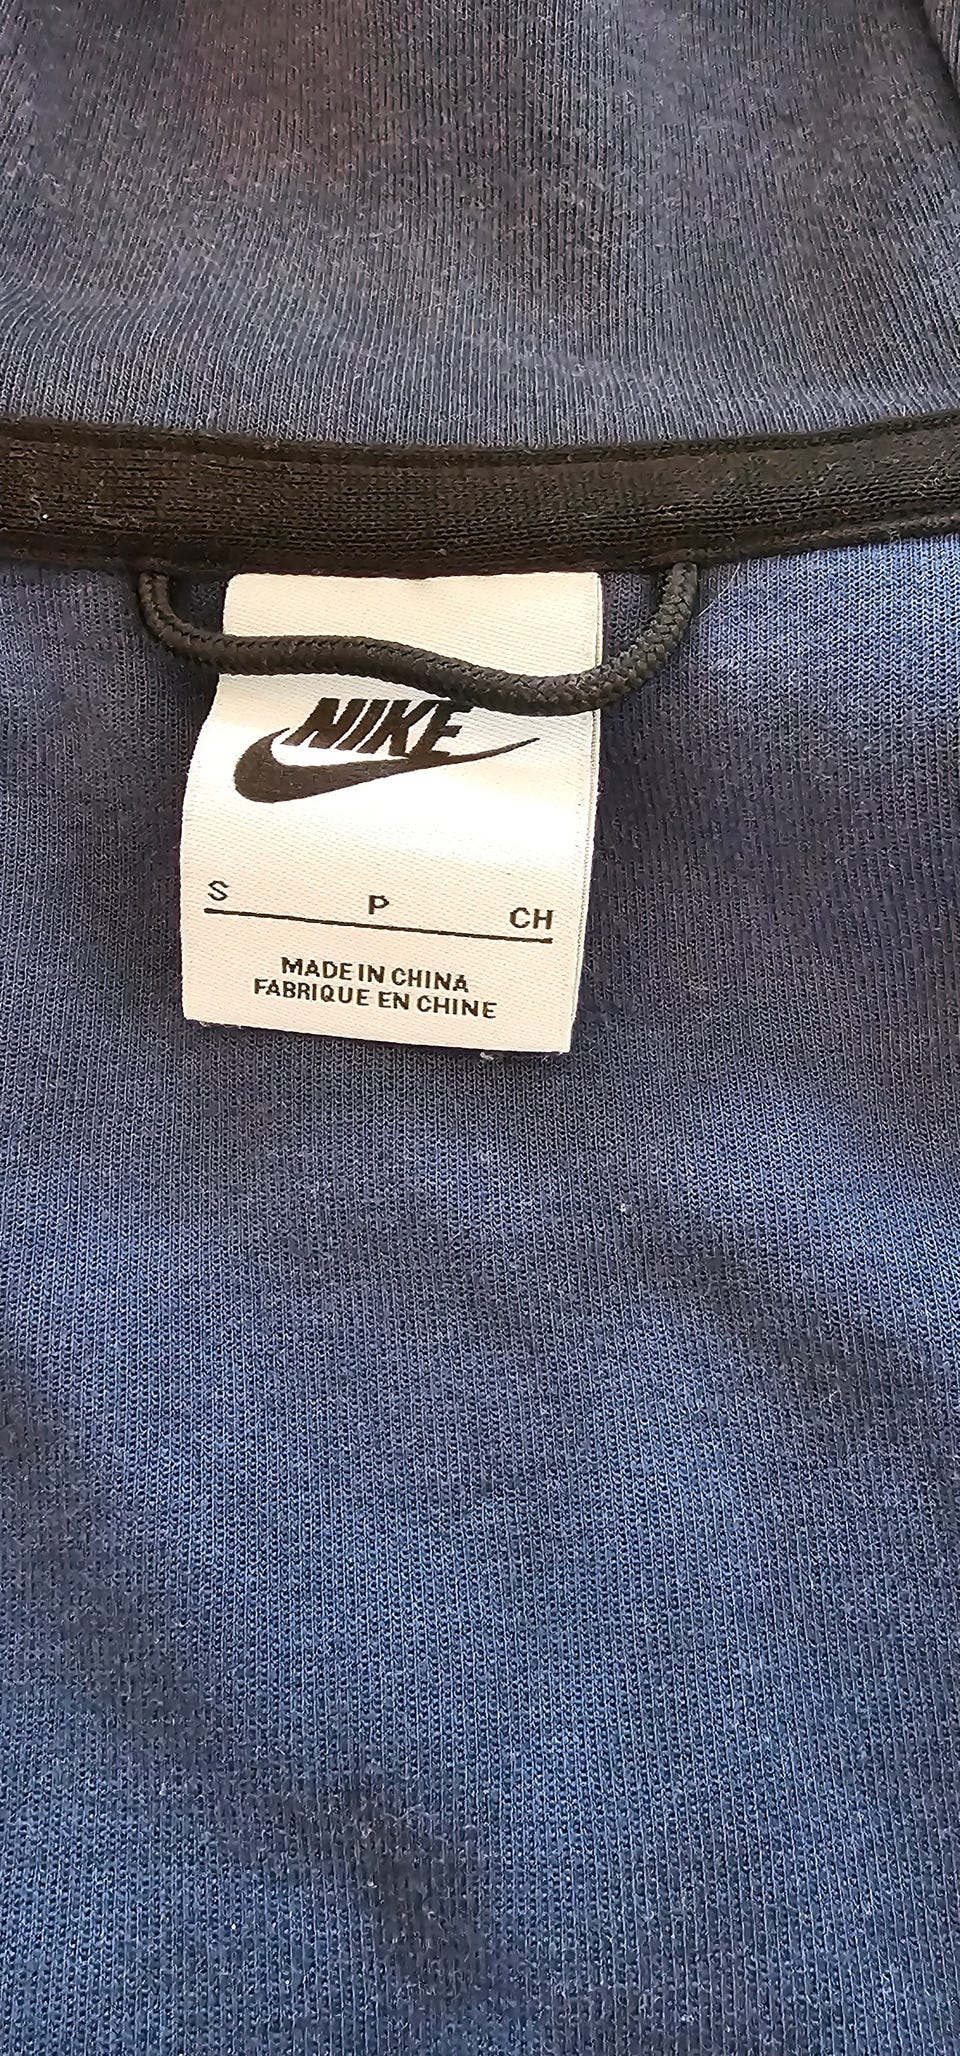 NIKE
S P CH
MADE IN CHINA
FABRIQUE EN CHINE